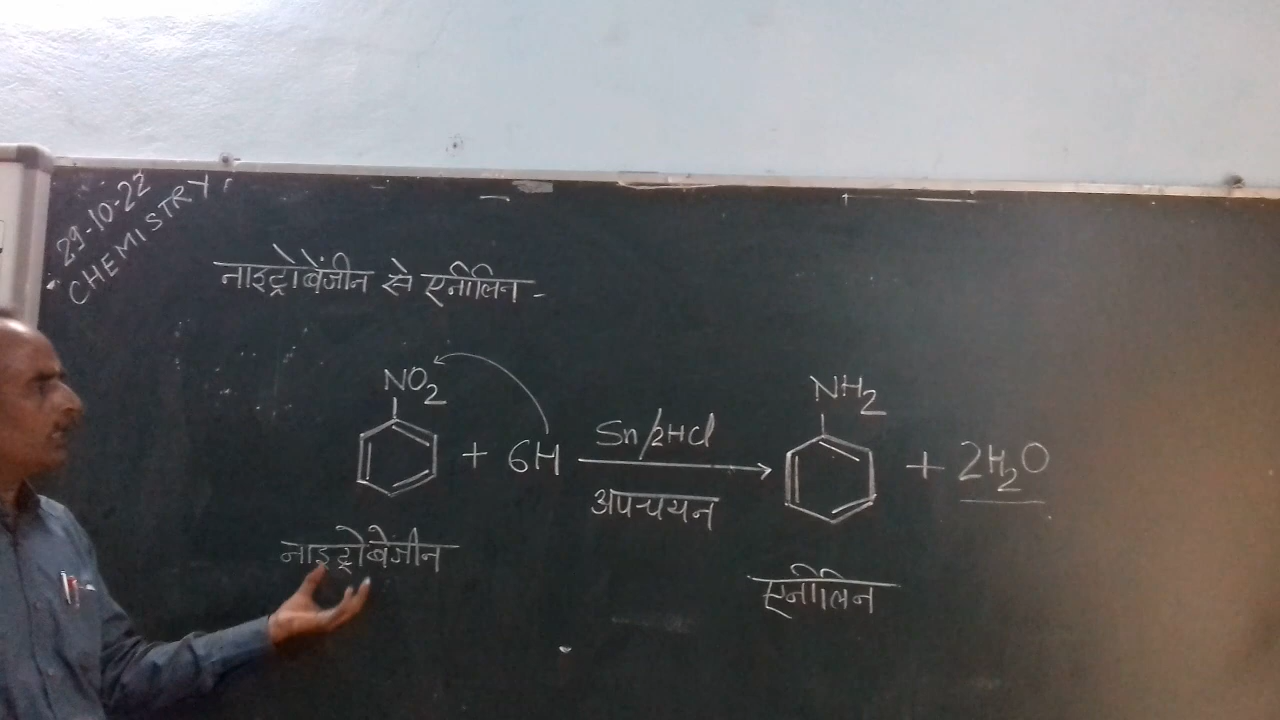 29-10-22
CHEMISTRY
नाइट्रोबेंजीन से एनीलिन -
NO2 + 6H Sn/2HCl अपचयन NH2 + 2H2O
नाइट्रोबेंजीन
एनीलिन